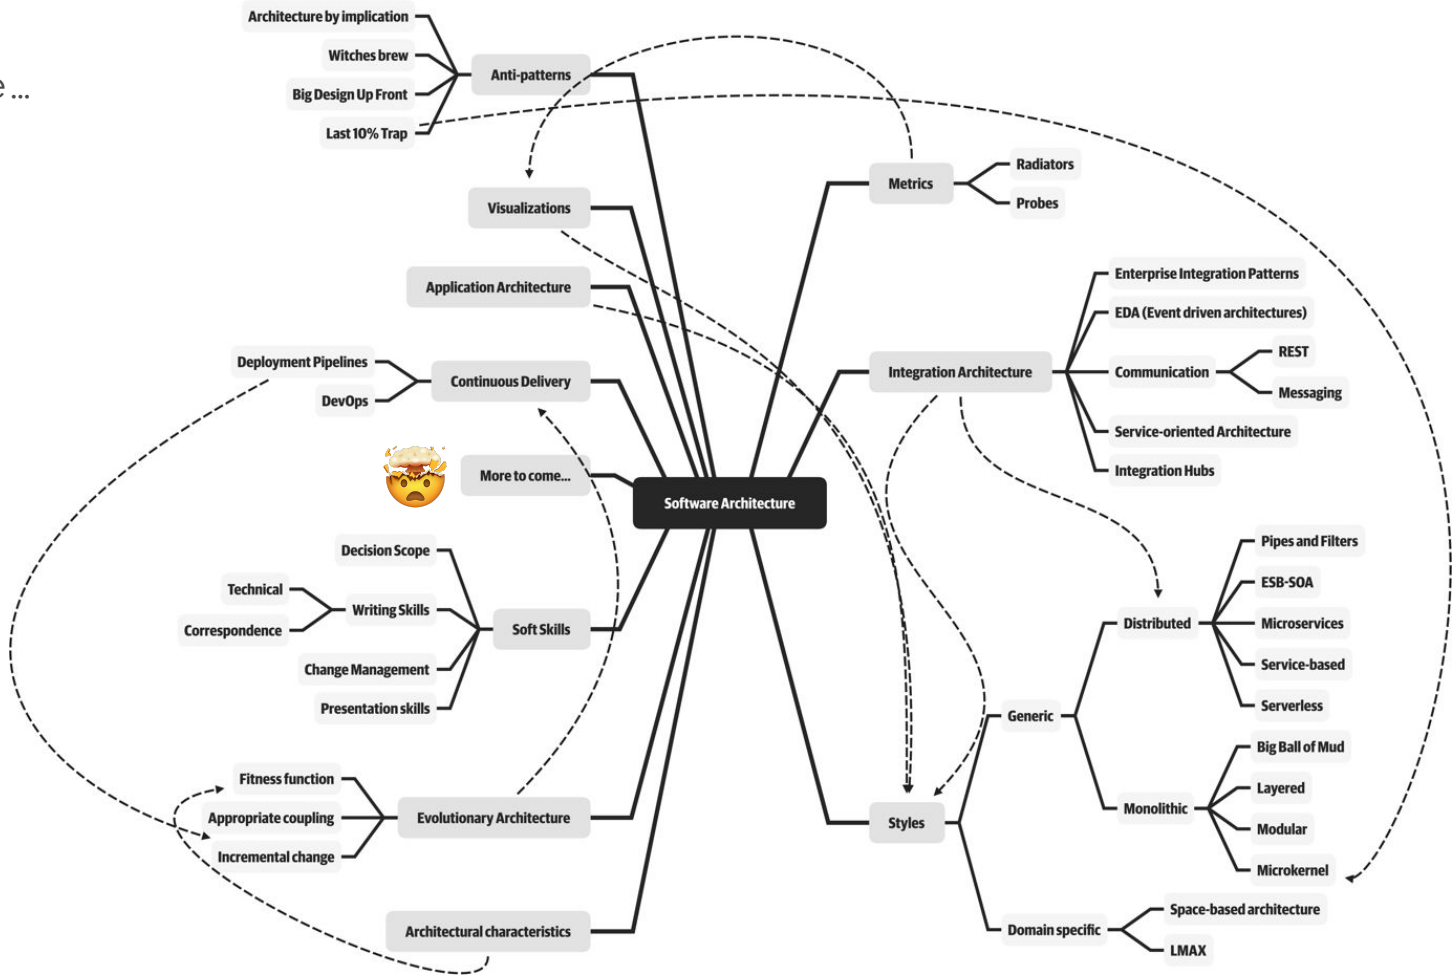 e ...
Architecture by implication
Witches brew
Big Design Up Front
Last 10% Trap
Anti-patterns
Visualizations
Application Architecture
Deployment Pipelines
DevOps
Continuous Delivery
More to come...
Software Architecture
Decision Scope
Technical
Correspondence
Writing Skills
Change Management
Presentation skills
Soft Skills
Fitness function
Appropriate coupling
Incremental change
Evolutionary Architecture
Architectural characteristics
Metrics
Radiators
Probes
Integration Architecture
Enterprise Integration Patterns
EDA (Event driven architectures)
Communication
REST
Messaging
Service-oriented Architecture
Integration Hubs
Styles
Generic
Distributed
Pipes and Filters
ESB-SOA
Microservices
Service-based
Serverless
Monolithic
Big Ball of Mud
Layered
Modular
Microkernel
Domain specific
Space-based architecture
LMAX